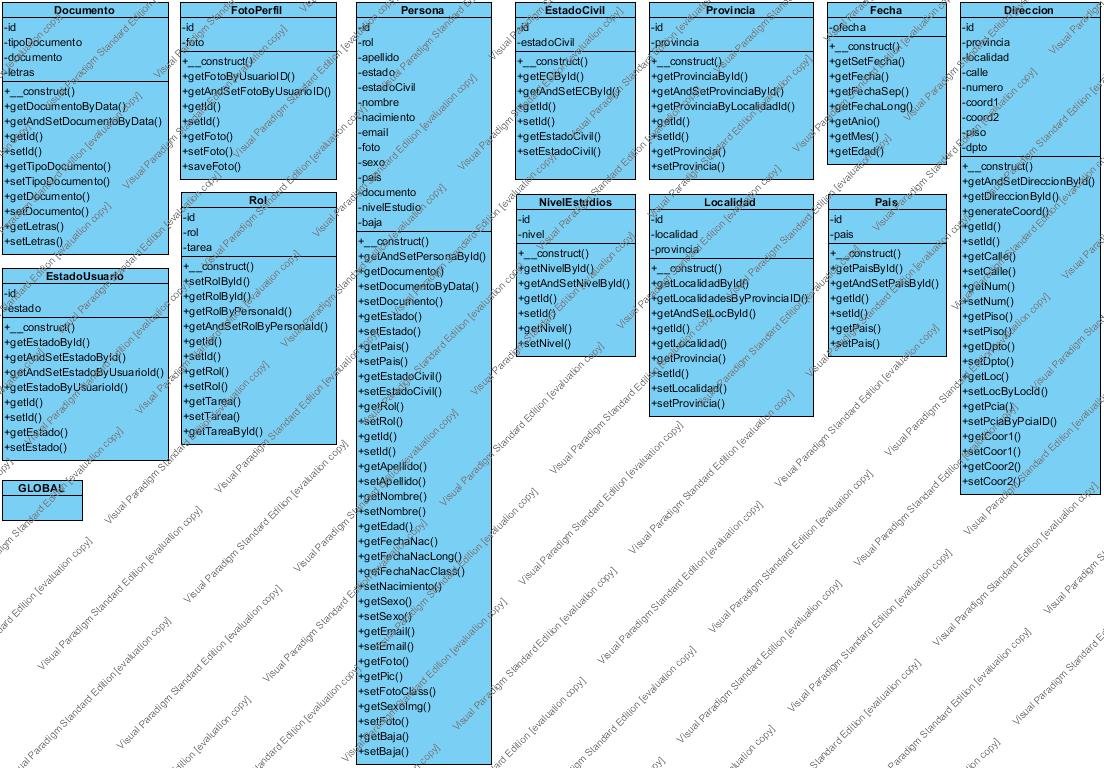 Documento
-id
-tipoDocumento
-documento
-letras
+__construct()
+getDocumentoByData()
+getAndSetDocumentoByData()
+getId()
+setId()
+getTipoDocumento()
+setTipoDocumento()
+getDocumento()
+setDocumento()
+getLetras()
+setLetras()
EstadoUsuario
-id
-estado
+__construct()
+getEstadoById()
+getAndSetEstadoById()
+getAndSetEstadoByUsuarioId()
+getEstadoByUsuarioId()
+getId()
+setId()
+getEstado()
+setEstado()
GLOBAL
FotoPerfil
-id
-foto
+__construct()
+getFotoByUsuarioID()
+getAndSetFotoByUsuarioID()
+getId()
+setId()
+getFoto()
+setFoto()
+saveFoto()
Rol
-id
-rol
-tarea
+__construct()
+setRolById()
+getRolById()
+getRolByPersonaId()
+getAndSetRolByPersonaId()
+getId()
+setId()
+getRol()
+setRol()
+getTarea()
+setTarea()
+getTareaById()
Persona
-id
-rol
-apellido
-estado
-estadoCivil
-nombre
-nacimiento
-email
-foto
-sexo
-pais
-documento
-nivelEstudio
-baja
+__construct()
+getAndSetPersonaById()
+getDocumento()
+setDocumentoByData()
+setDocumento()
+getEstado()
+setEstado()
+getPais()
+setPais()
+getEstadoCivil()
+setEstadoCivil()
+getRol()
+setRol()
+getId()
+setId()
+getApellido()
+setApellido()
+getNombre()
+setNombre()
+getEdad()
+getFechaNac()
+getFechaNacLong()
+getFechaNacClass()
+setNacimiento()
+getSexo()
+setSexo()
+getEmail()
+setEmail()
+getFoto()
+getPic()
+setFotoClass()
+getSexoImg()
+setFoto()
+getBaja()
+setBaja()
EstadoCivil
-id
-estadoCivil
+__construct()
+getECById()
+getAndSetECById()
+getId()
+setId()
+getEstadoCivil()
+setEstadoCivil()
NivelEstudios
-id
-nivel
+__construct()
+getNivelById()
+getAndSetNivelById()
+getId()
+setId()
+getNivel()
+setNivel()
Provincia
-id
-provincia
+__construct()
+getProvinciaById()
+getAndSetProvinciaById()
+getProvinciaByLocalidadId()
+getId()
+setId()
+getProvincia()
+setProvincia()
Localidad
-id
-localidad
-provincia
+__construct()
+getLocalidadById()
+getLocalidadesByProvinciaID()
+getAndSetLocById()
+getId()
+getLocalidad()
+getProvincia()
+setId()
+setLocalidad()
+setProvincia()
Fecha
-ofecha
+__construct()
+getSetFecha()
+getFecha()
+getFechaSep()
+getFechaLong()
+getAnio()
+getMes()
+getEdad()
Pais
-id
-pais
+__construct()
+getPaisById()
+getAndSetPaisById()
+getId()
+setId()
+getPais()
+setPais()
Direccion
-id
-provincia
-localidad
-calle
-numero
-coord1
-coord2
-piso
-dpto
+__construct()
+getAndSetDireccionById()
+getDireccionById()
+generateCoord()
+getId()
+setId()
+getCalle()
+setCalle()
+getNum()
+setNum()
+getPiso()
+setPiso()
+getDpto()
+setDpto()
+getLoc()
+setLocByLocId()
+getPcia()
+setPciaByPciaID()
+getCoor1()
+setCoor1()
+getCoor2()
+setCoor2()
Visual Paradigm Standard Edition [evaluation copy]